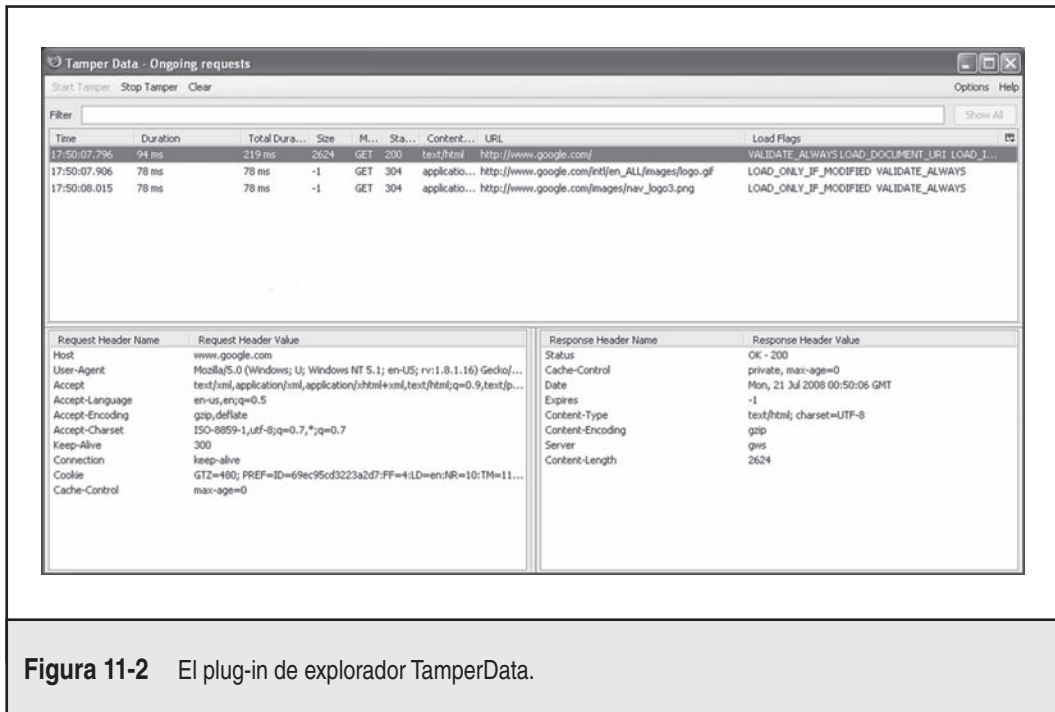 Tamper Data - Ongoing requests
Start Tamper Stop Tamper Clear Options Help
Filter Show All
Time Duration Total Dura... Size M... Sta... Content... URL Load Flags
17:50:07.796 94 ms 219 ms 2624 GET 200 text/html http://www.google.com/ VALIDATE_ALWAYS LOAD_DOCUMENT_URI LOAD_I...
17:50:07.906 78 ms 78 ms -1 GET 304 applicatio... http://www.google.com/intl/en_ALL/images/logo.gif LOAD_ONLY_IF_MODIFIED VALIDATE_ALWAYS
17:50:08.015 78 ms 78 ms -1 GET 304 applicatio... http://www.google.com/images/nav_logo3.png LOAD_ONLY_IF_MODIFIED VALIDATE_ALWAYS
Request Header Name Request Header Value
Host www.google.com
User-Agent Mozilla/5.0 (Windows; U; Windows NT 5.1; en-US; rv:1.8.1.16) Gecko/...
Accept text/xml,application/xml,application/xhtml+xml,text/html;q=0.9,text/p...
Accept-Language en-us,en;q=0.5
Accept-Encoding gzip,deflate
Accept-Charset ISO-8859-1,utf-8;q=0.7,*;q=0.7
Keep-Alive 300
Connection keep-alive
Cookie GTZ=480; PREF=ID=69ec95cd3223a2d7:FF=4:LD=en:NR=10:TM=11...
Cache-Control max-age=0
Response Header Name Response Header Value
Status OK - 200
Cache-Control private, max-age=0
Date Mon, 21 Jul 2008 00:50:06 GMT
Expires -1
Content-Type text/html; charset=UTF-8
Content-Encoding gzip
Server gws
Content-Length 2624
Figura 11-2 El plug-in de explorador TamperData.